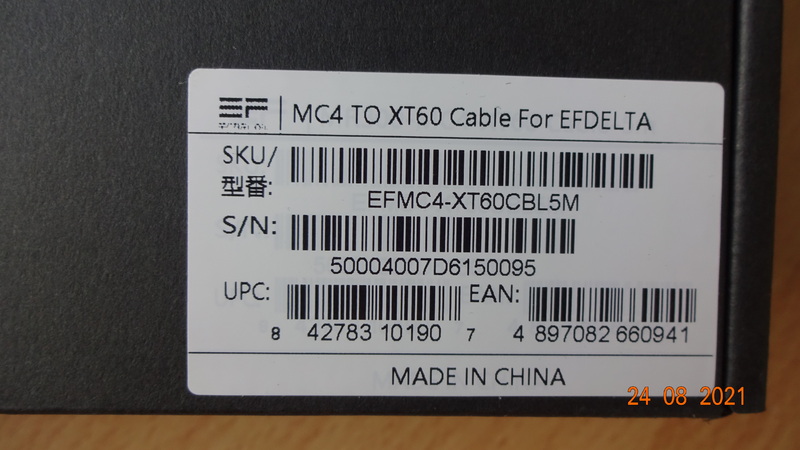 EF
MC4 TO XT60 Cable For EFDELTA
SKU/
型番:
EFMC4-XT60CBL5M
S/N:
50004007D6150095
UPC:
8 42783 10190 7
EAN:
4 897082 660941
MADE IN CHINA
24 08 2021